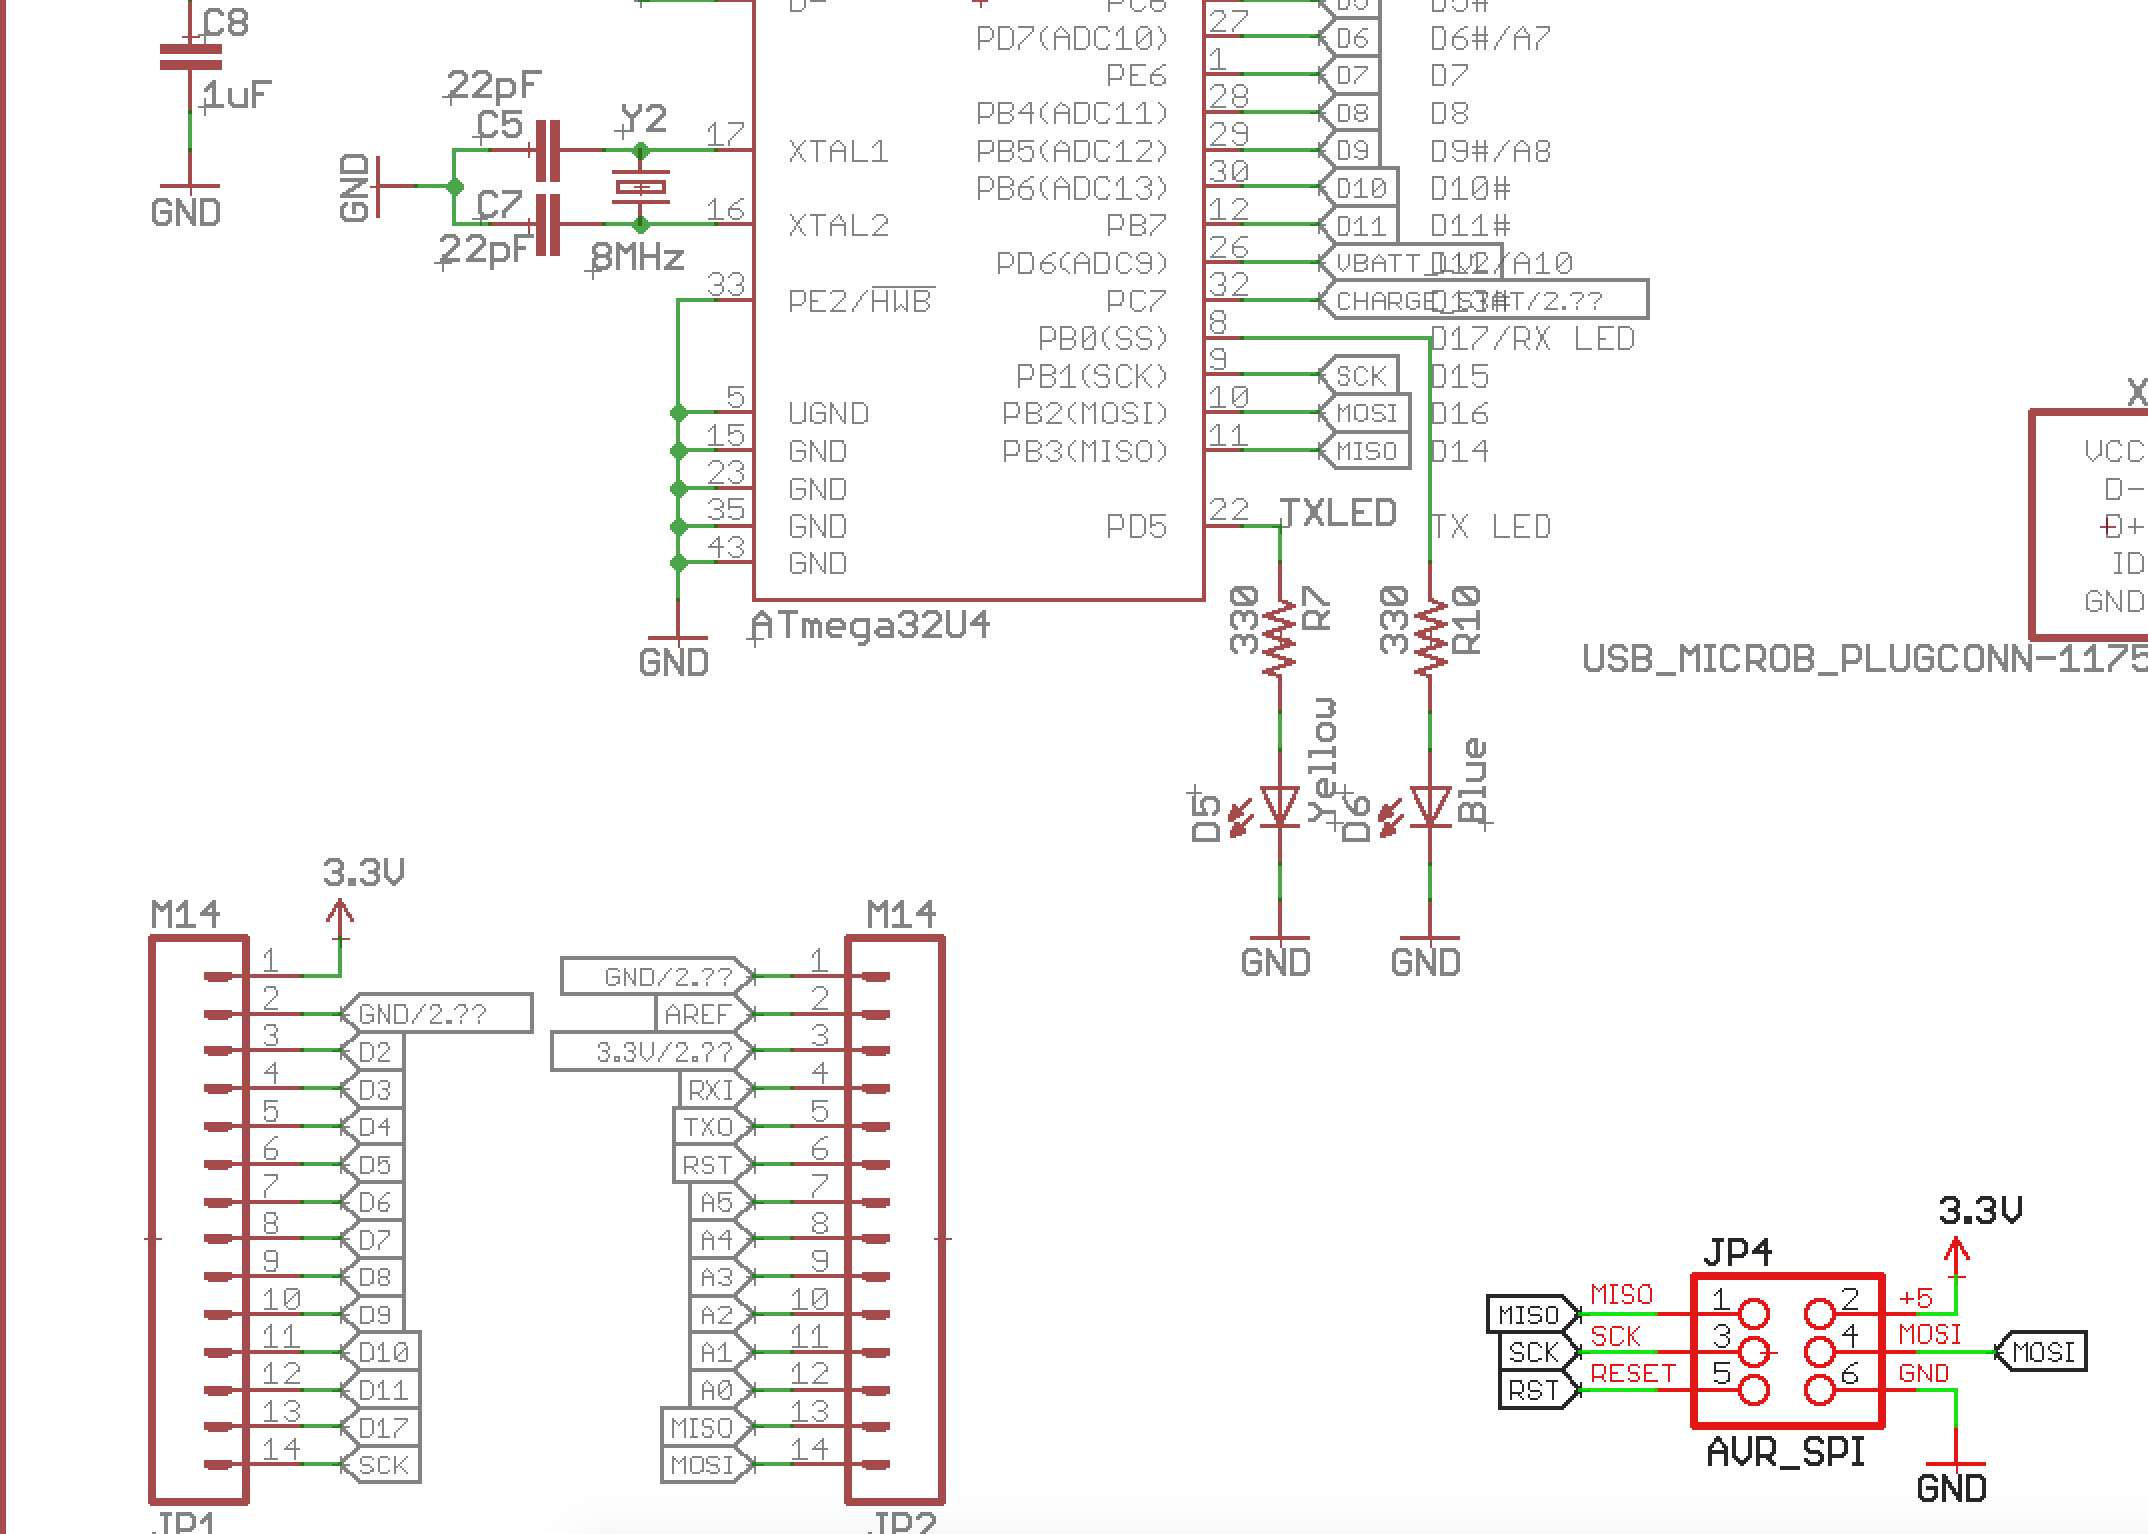 C8
1uF
GND
22pF
C5
Y2
GND
C7
22pF
8MHz
17 XTAL1
16 XTAL2
33 PE2/HWB
5 UGND
15 GND
23 GND
35 GND
43 GND
GND
D-
ATmega32U4
PD7(ADC10) 27 D6 D6#/A7
PE6 1 D7 D7
PB4(ADC11) 28 D8 D8
PB5(ADC12) 29 D9 D9#/A8
PB6(ADC13) 30 D10 D10#
PB7 12 D11 D11#
PD6(ADC9) 26 /A10
PC7 32
PB0(SS) 8 D17/RX LED
PB1(SCK) 9 SCK D15
PB2(MOSI) 10 MOSI D16
PB3(MISO) 11 MISO D14
PD5 22 TXLED TX LED
330 R7
330 R10
D5 Yellow
D6 Blue
GND
GND
X
VCC
D-
D+
ID
GND
USB_MICROB_PLUGCONN-1175
3.3V
M14
1
2 GND/2.??
3 D2
4 D3
5 D4
6 D5
7 D6
8 D7
9 D8
10 D9
11 D10
12 D11
13 D17
14 SCK
JP1
M14
GND/2.?? 1
AREF 2
3.3V/2.?? 3
RXI 4
TXO 5
RST 6
A5 7
A4 8
A3 9
A2 10
A1 11
A0 12
MISO 13
MOSI 14
JP2
3.3V
JP4
MISO MISO 1 2 +5
SCK SCK 3 4 MOSI MOSI
RST RESET 5 6 GND
AVR_SPI
GND